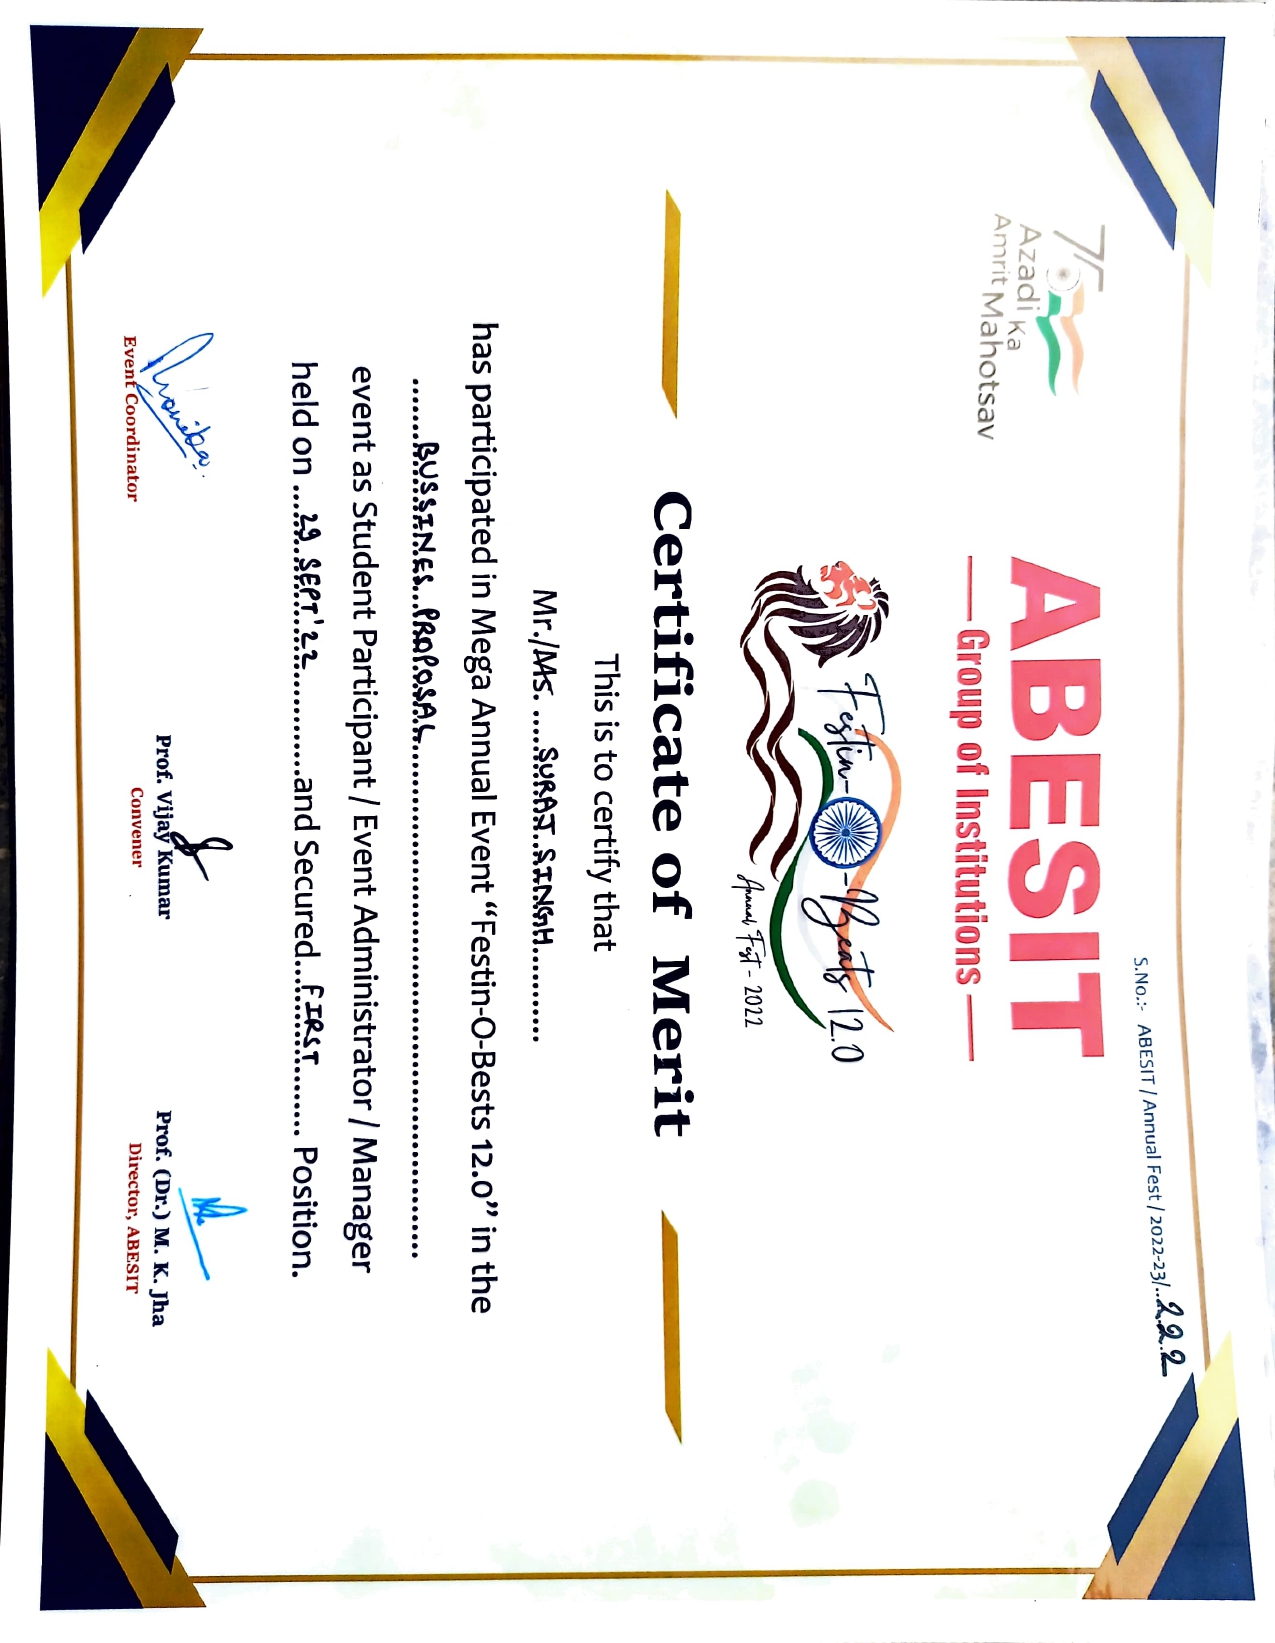 S.No.:- ABESIT / Annual Fest / 2022-23/..222
75
Azadi Ka
Amrit Mahotsav
ABESIT
Group of Institutions
Festin-O-Beats 12.0
Annual Fest - 2022
Certificate of Merit
This is to certify that
Mr./Ms. ....SURAJ SINGH...........
has participated in Mega Annual Event “Festin-O-Bests 12.0” in the
.......BUSSINES PROPOSAL..........................................................
event as Student Participant / Event Administrator / Manager
held on ...29 SEPT'22............and Secured...FIRST........ Position.
Event Coordinator
Prof. Vijay Kumar
Convener
Prof. (Dr.) M. K. Jha
Director, ABESIT